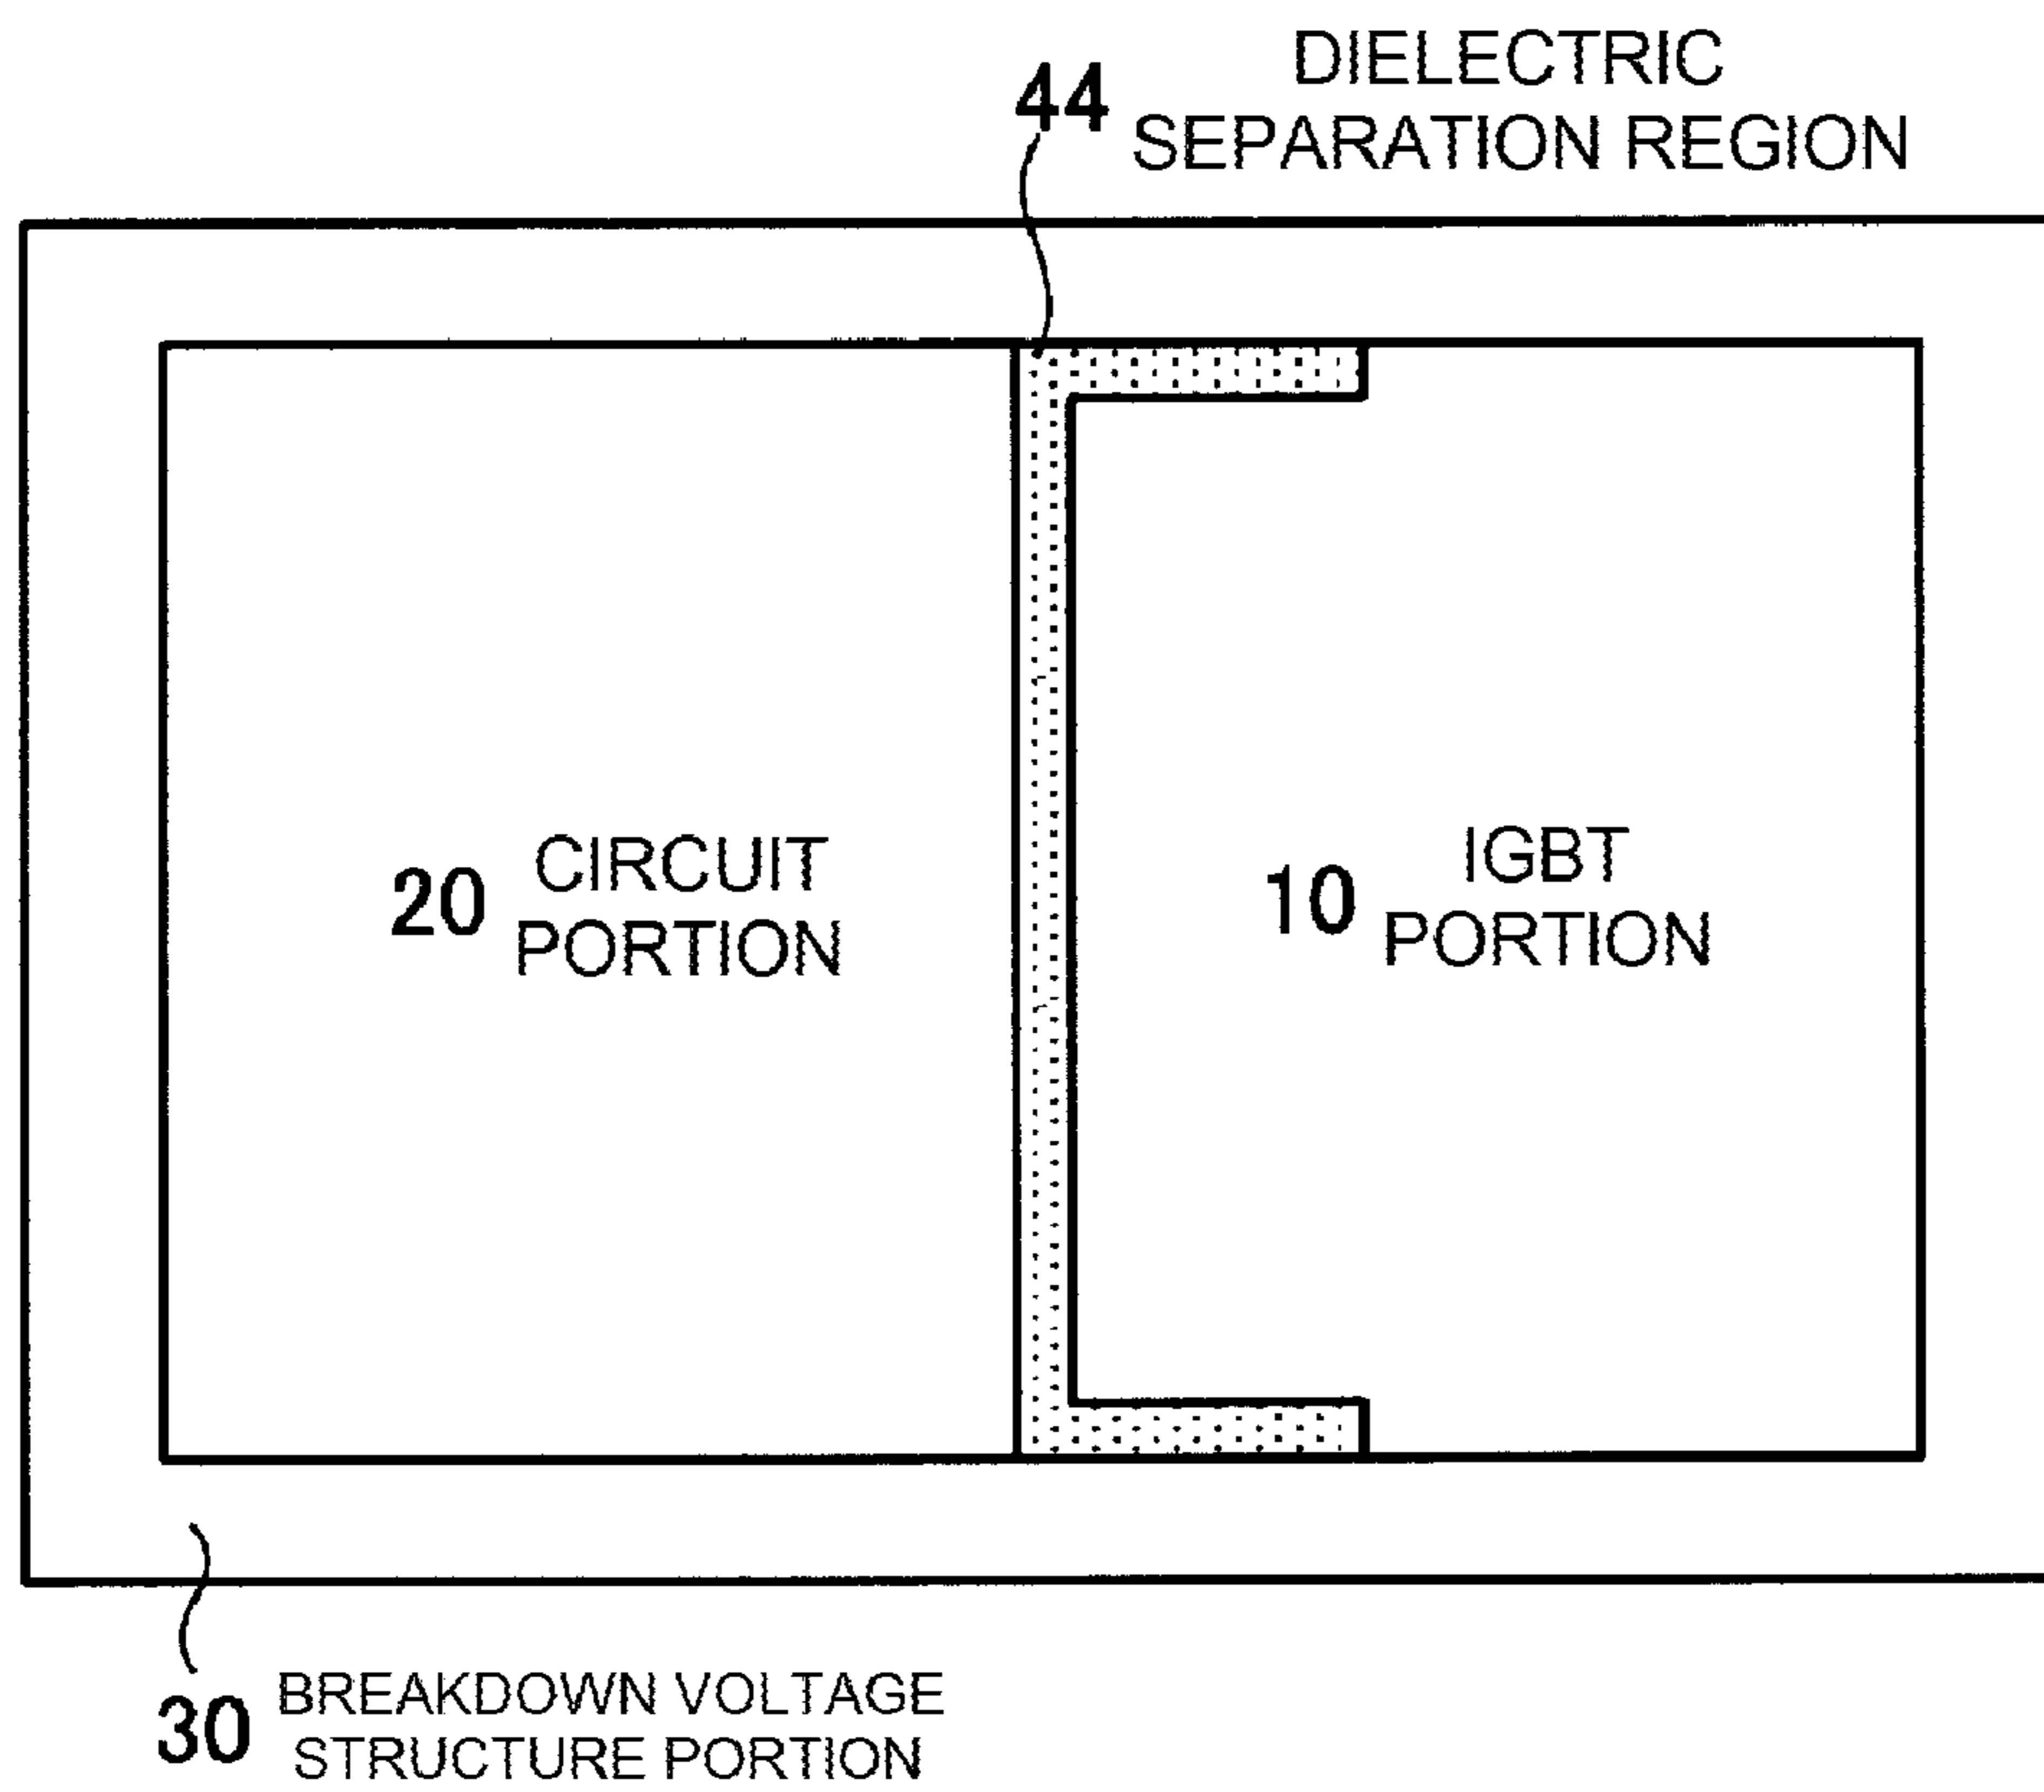 44 DIELECTRIC
SEPARATION REGION
20 CIRCUIT
PORTION
10 IGBT
PORTION
30 BREAKDOWN VOLTAGE
STRUCTURE PORTION